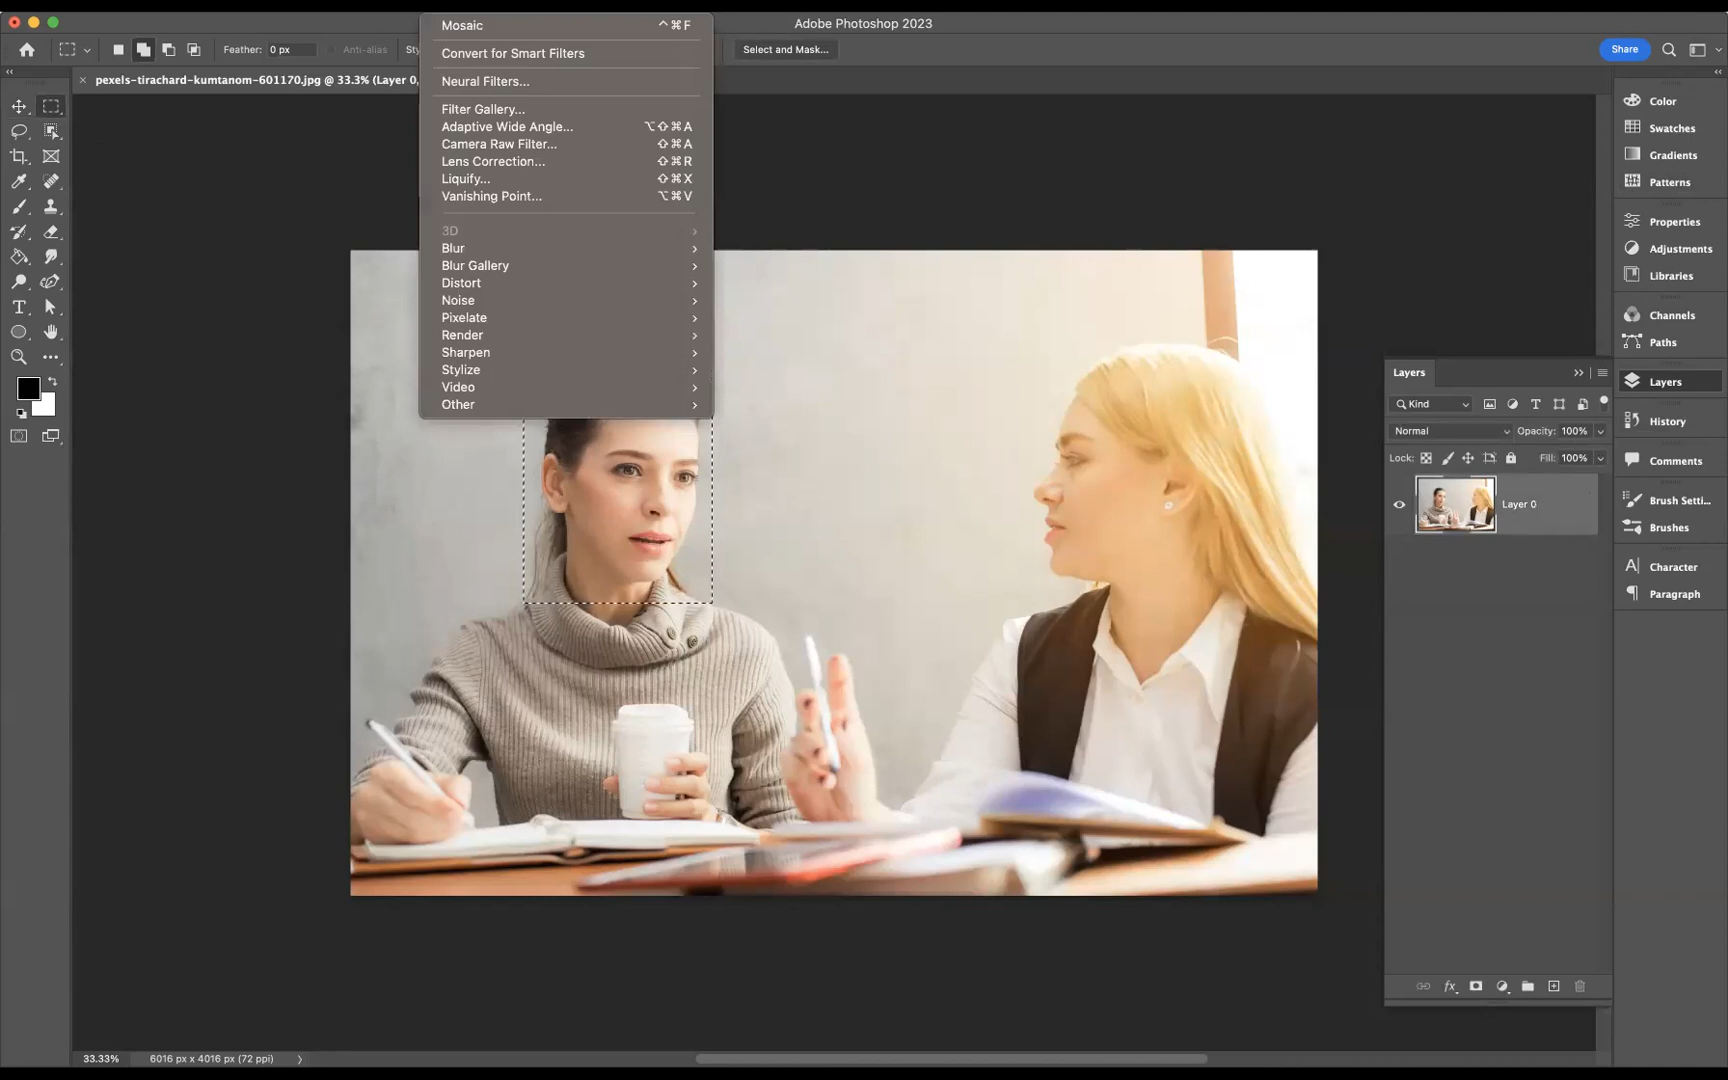 Adobe Photoshop 2023
Mosaic ^⌘F
Convert for Smart Filters
Neural Filters...
Filter Gallery...
Adaptive Wide Angle... ⌥⇧⌘A
Camera Raw Filter... ⇧⌘A
Lens Correction... ⇧⌘R
Liquify... ⇧⌘X
Vanishing Point... ⌥⌘V
3D
Blur
Blur Gallery
Distort
Noise
Pixelate
Render
Sharpen
Stylize
Video
Other
Feather: 0 px Anti-alias Sty
Select and Mask...
Share
pexels-tirachard-kumtanom-601170.jpg @ 33.3% (Layer 0,
Color
Swatches
Gradients
Patterns
Properties
Adjustments
Libraries
Channels
Paths
Layers
History
Comments
Brush Setti...
Brushes
Character
Paragraph
Layers
Kind
Normal Opacity: 100%
Lock: Fill: 100%
Layer 0
33.33% 6016 px x 4016 px (72 ppi)